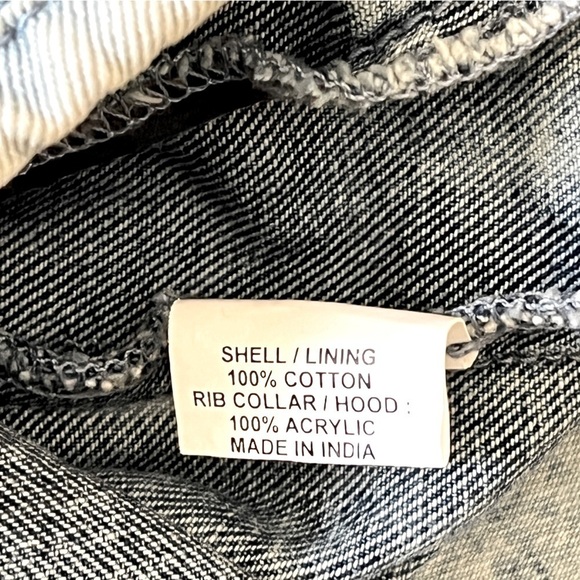 SHELL / LINING
100% COTTON
RIB COLLAR / HOOD :
100% ACRYLIC
MADE IN INDIA